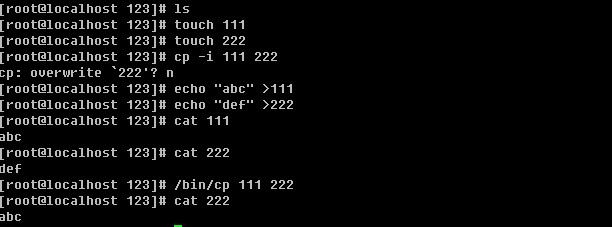 [root@localhost 123]# ls
[root@localhost 123]# touch 111
[root@localhost 123]# touch 222
[root@localhost 123]# cp -i 111 222
cp: overwrite `222'? n
[root@localhost 123]# echo "abc" >111
[root@localhost 123]# echo "def" >222
[root@localhost 123]# cat 111
abc
[root@localhost 123]# cat 222
def
[root@localhost 123]# /bin/cp 111 222
[root@localhost 123]# cat 222
abc